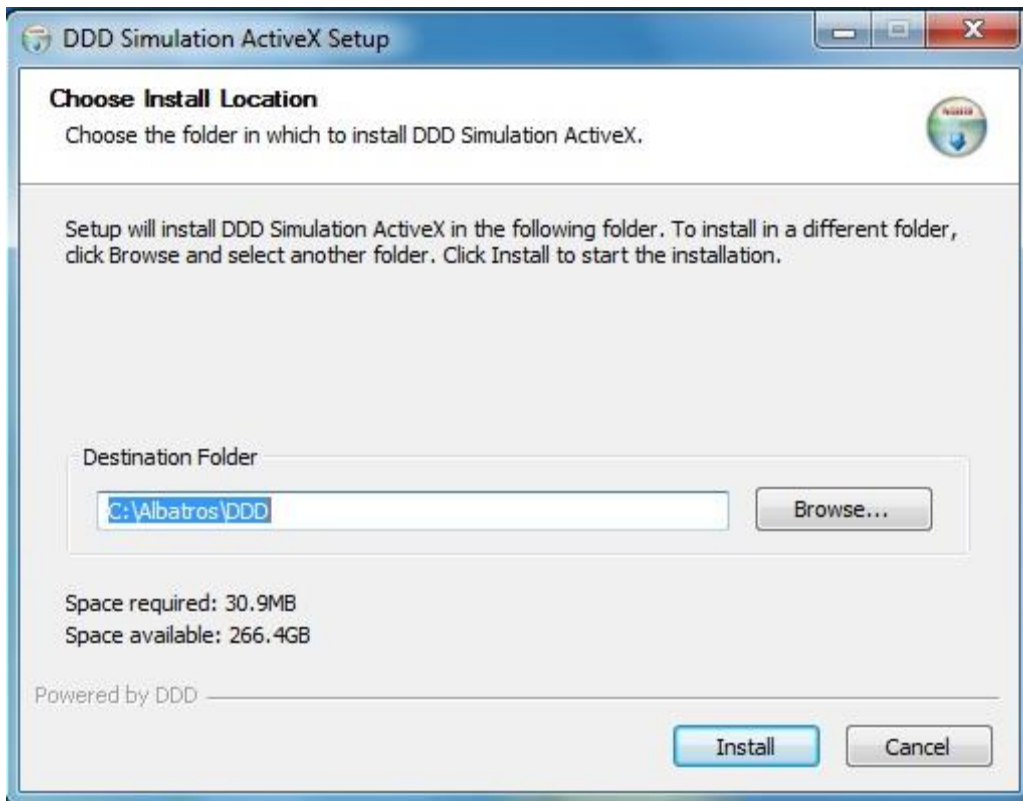 DDD Simulation ActiveX Setup
Choose Install Location
Choose the folder in which to install DDD Simulation ActiveX.
Setup will install DDD Simulation ActiveX in the following folder. To install in a different folder,
click Browse and select another folder. Click Install to start the installation.
Destination Folder
C:\Albatros\DDD
Browse...
Space required: 30.9MB
Space available: 266.4GB
Powered by DDD
Install
Cancel